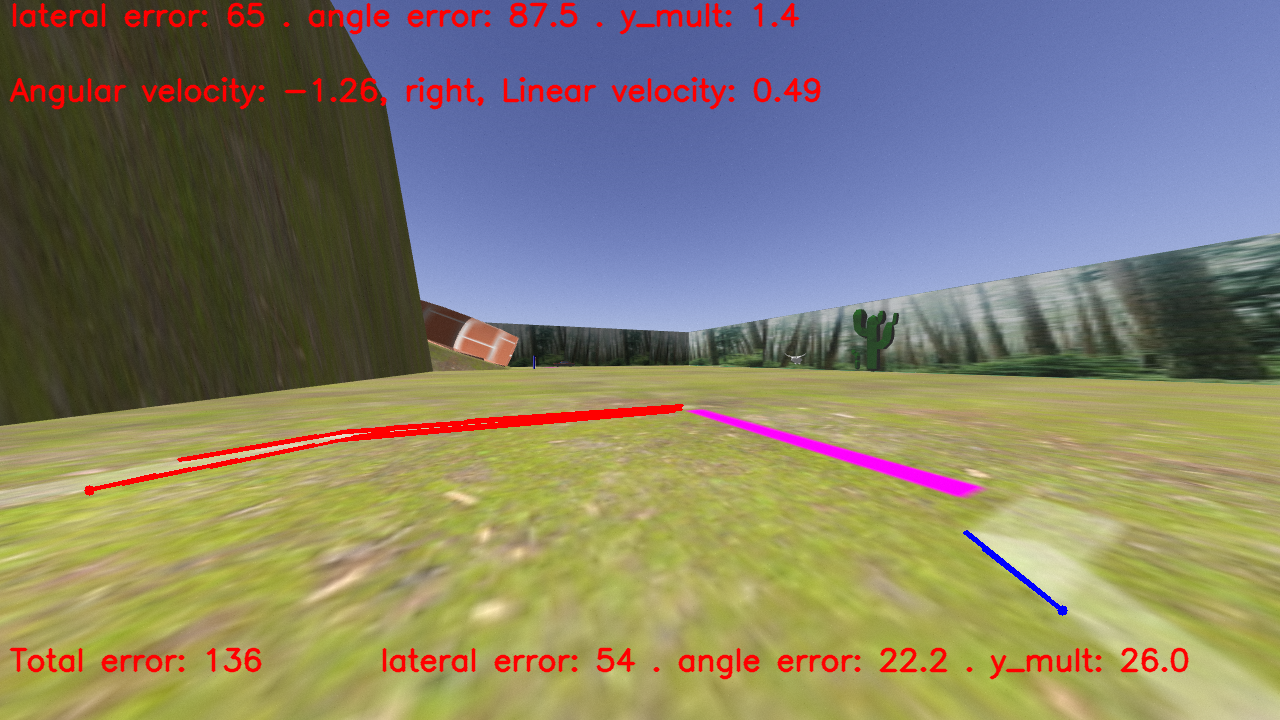 lateral error: 65 . angle error: 87.5 . y_mult: 1.4
Angular velocity: -1.26, right, Linear velocity: 0.49
Total error: 136
lateral error: 54 . angle error: 22.2 . y_mult: 26.0